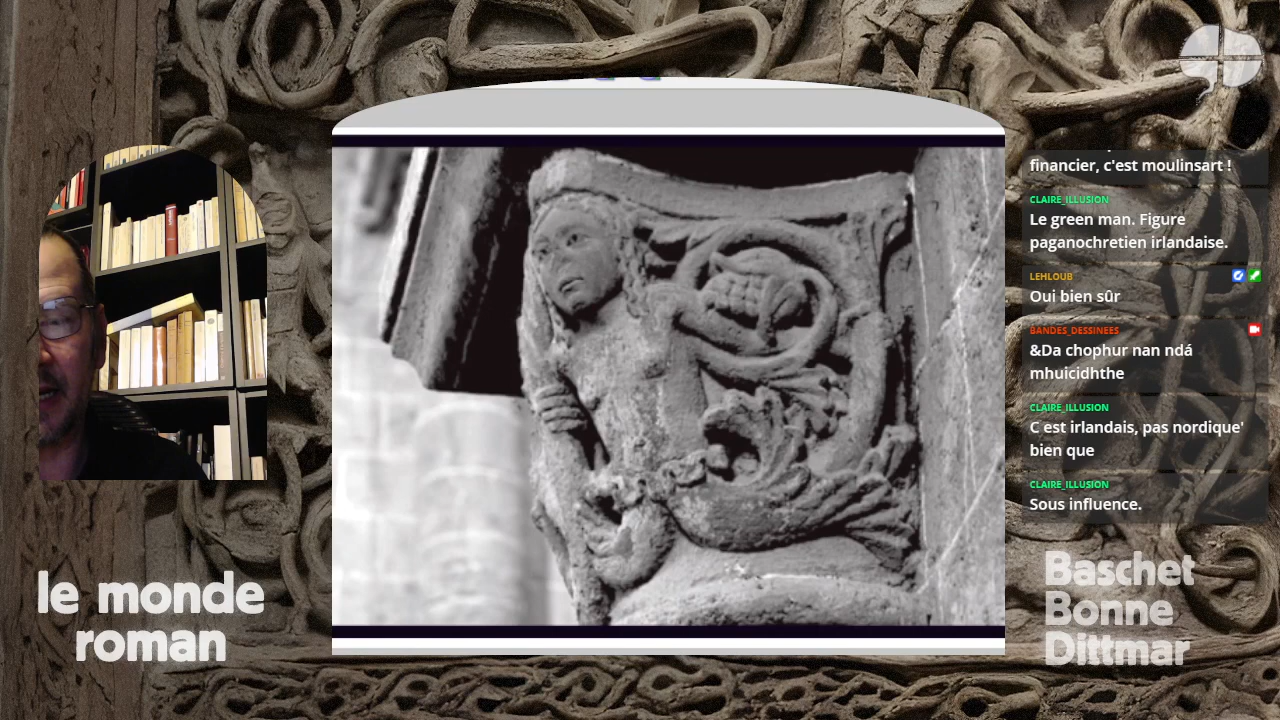 financier, c'est moulinsart !
CLAIRE_ILLUSION
Le green man. Figure
paganochretien irlandaise.
LEHLOUB
Oui bien sûr
BANDES_DESSINEES
&Da chophur nan ndá
mhuicidhthe
CLAIRE_ILLUSION
C est irlandais, pas nordique'
bien que
CLAIRE_ILLUSION
Sous influence.
le monde
roman
Baschet
Bonne
Dittmar